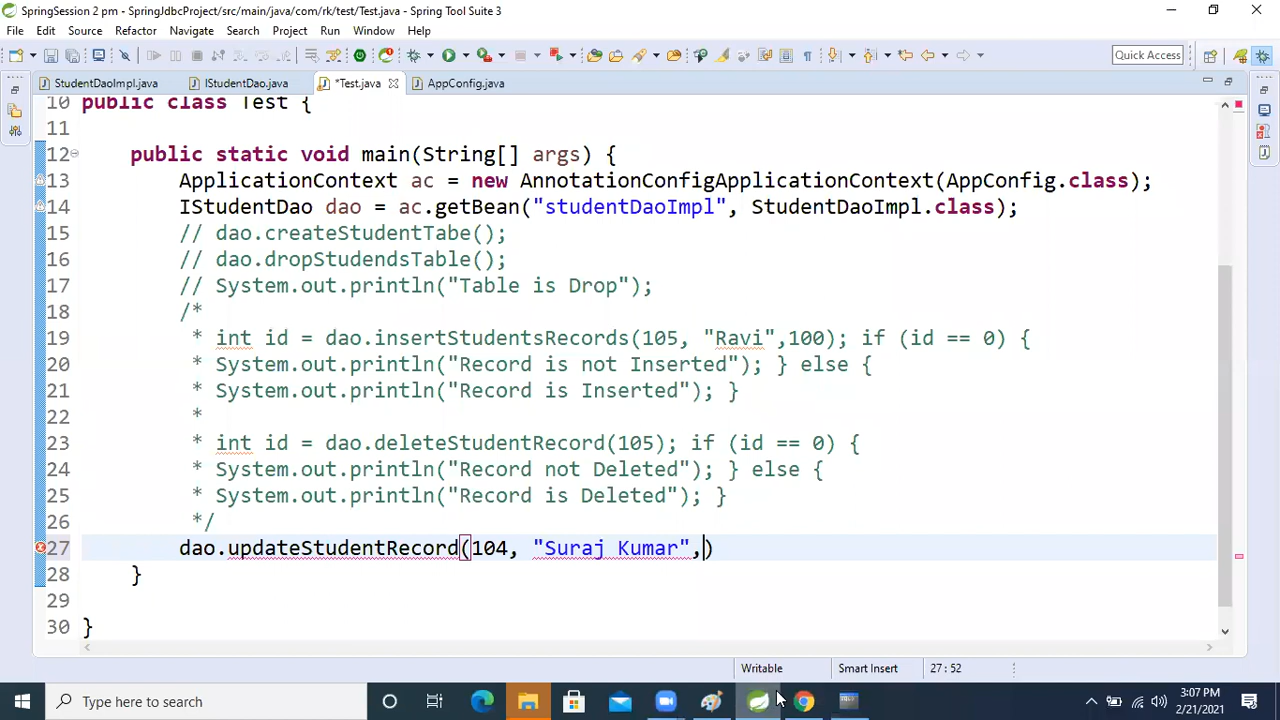 SpringSession 2 pm - SpringJdbcProject/src/main/java/com/rk/test/Test.java - Spring Tool Suite 3
File Edit Source Refactor Navigate Search Project Run Window Help
Quick Access
StudentDaoImpl.java IStudentDao.java *Test.java AppConfig.java
10 public class Test {
11
12 public static void main(String[] args) {
13 ApplicationContext ac = new AnnotationConfigApplicationContext(AppConfig.class);
14 IStudentDao dao = ac.getBean("studentDaoImpl", StudentDaoImpl.class);
15 // dao.createStudentTabe();
16 // dao.dropStudendsTable();
17 // System.out.println("Table is Drop");
18 /*
19 * int id = dao.insertStudentsRecords(105, "Ravi",100); if (id == 0) {
20 * System.out.println("Record is not Inserted"); } else {
21 * System.out.println("Record is Inserted"); }
22 *
23 * int id = dao.deleteStudentRecord(105); if (id == 0) {
24 * System.out.println("Record not Deleted"); } else {
25 * System.out.println("Record is Deleted"); }
26 */
27 dao.updateStudentRecord(104, "Suraj Kumar",)
28 }
29
30 }
Writable Smart Insert 27 : 52
Type here to search
3:07 PM
2/21/2021